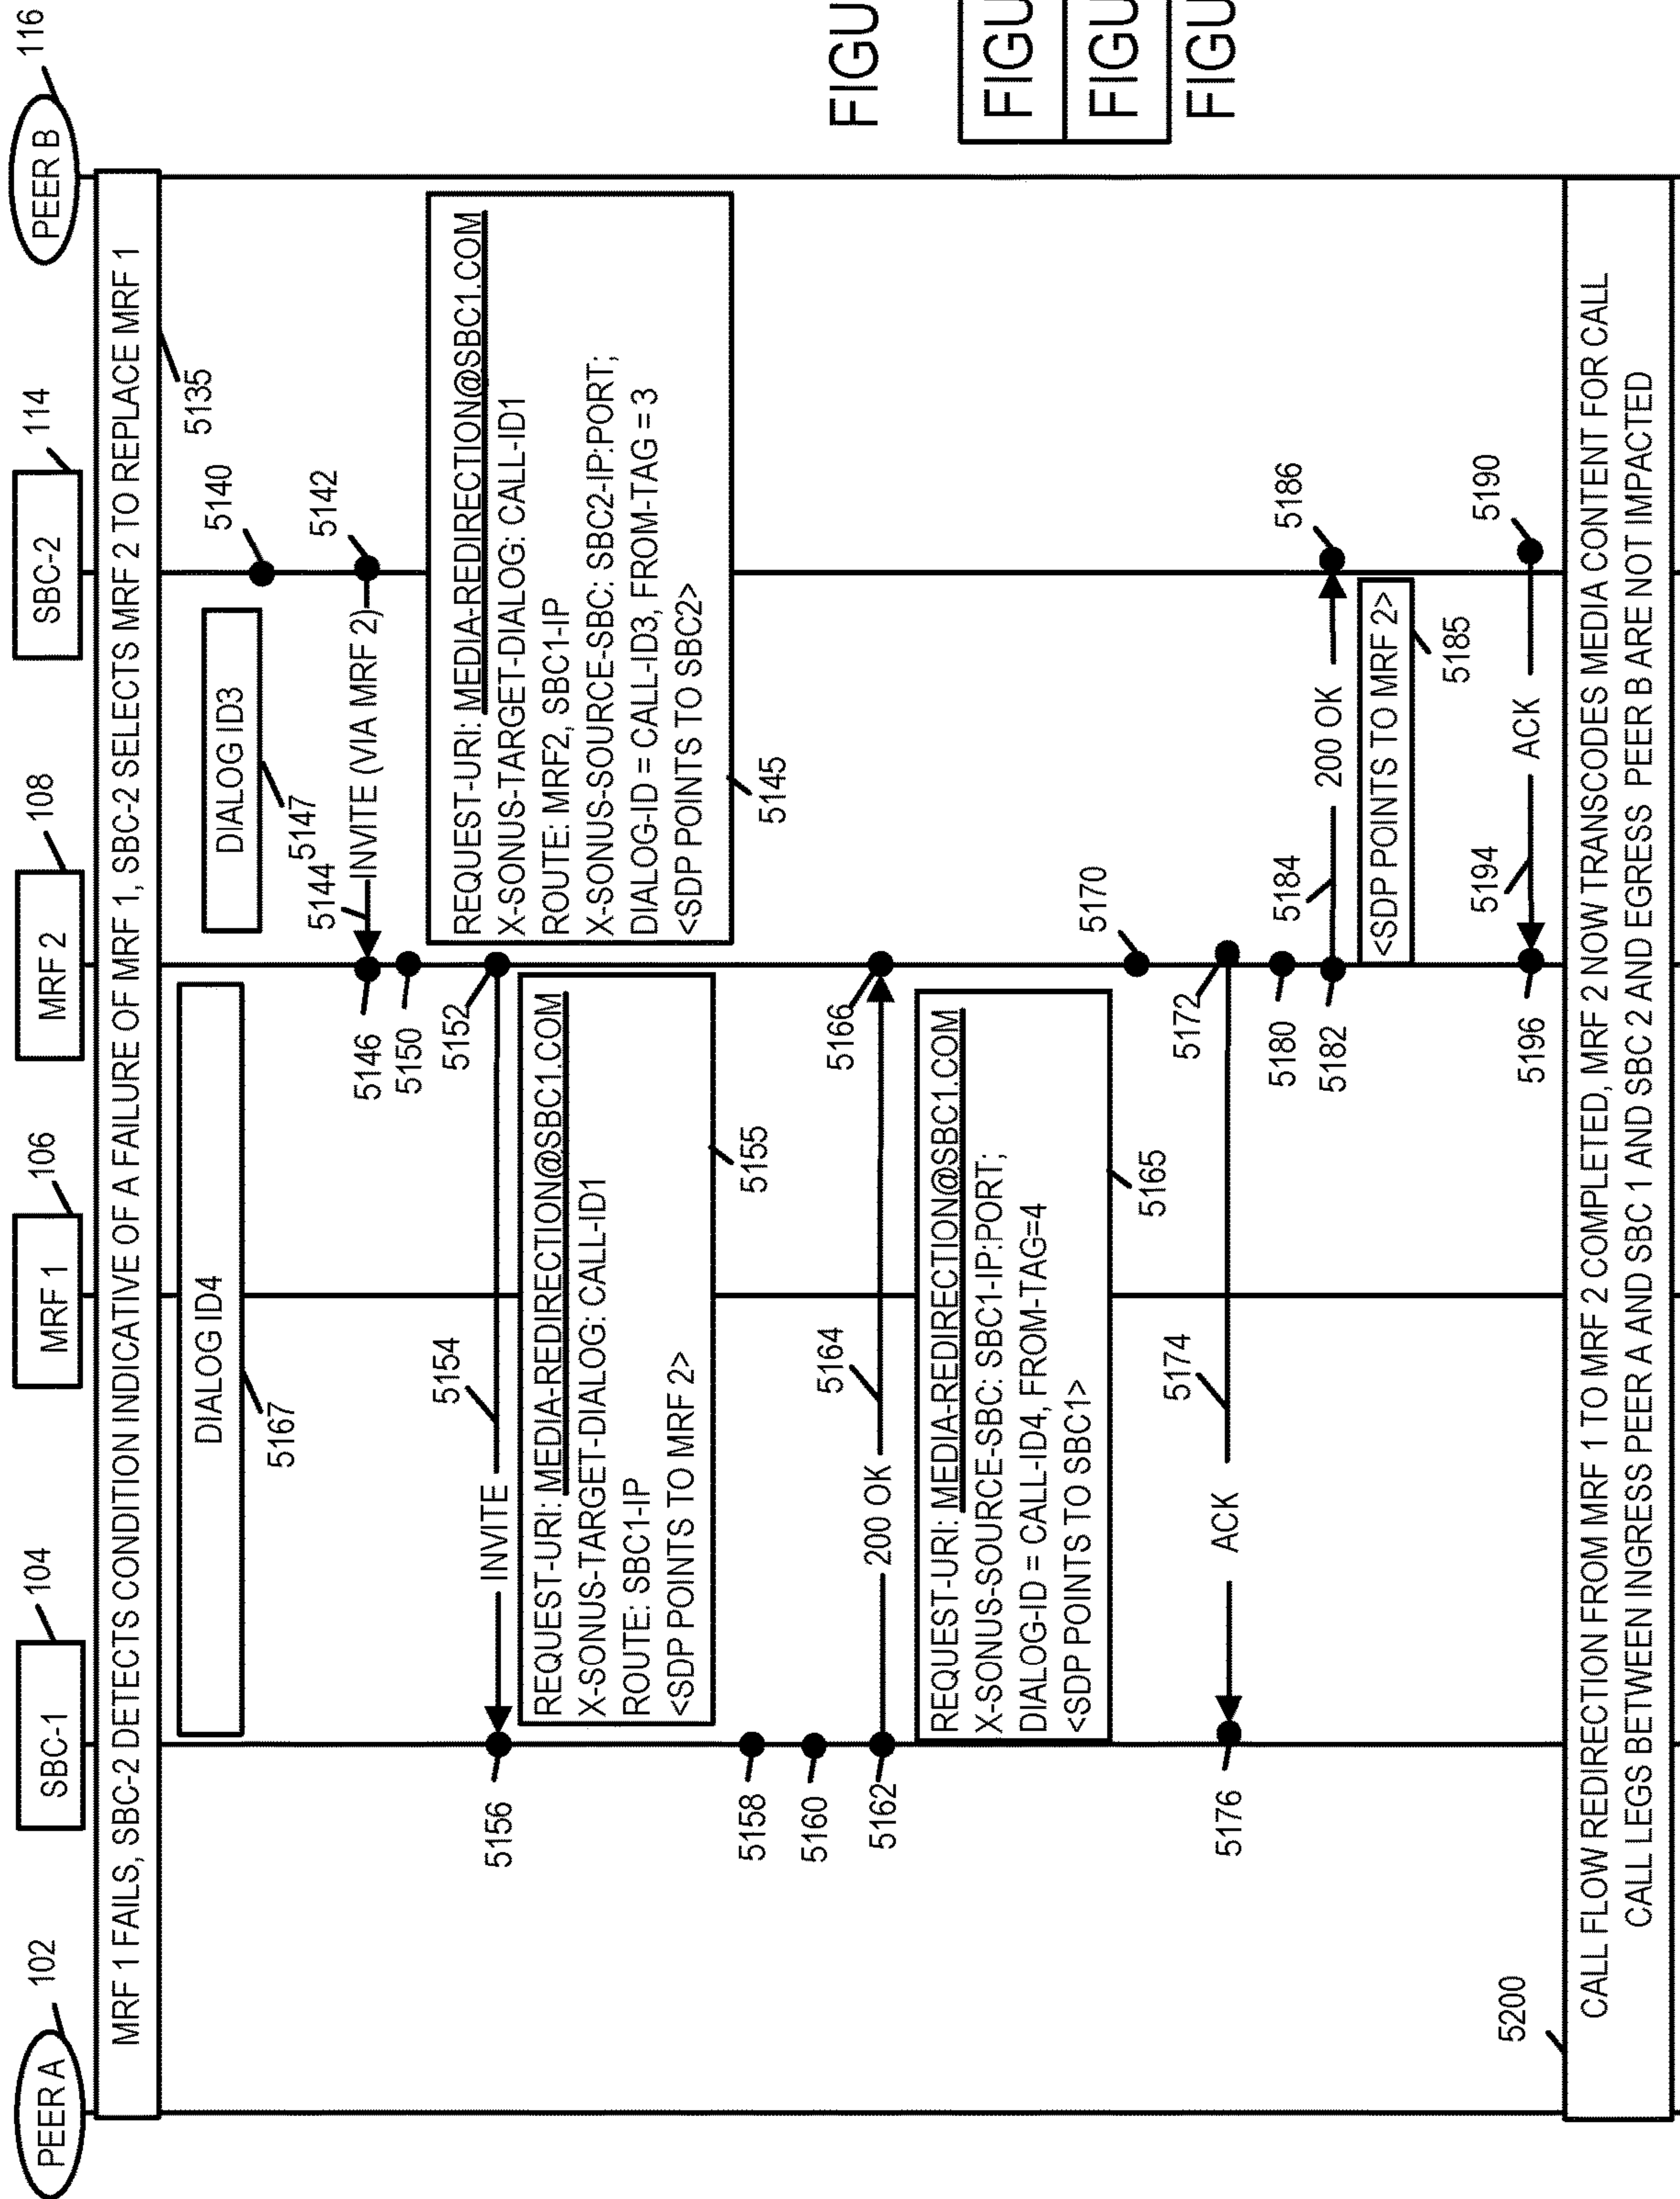 PEER A
102
SBC-1
104
MRF 1
106
MRF 2
108
SBC-2
114
PEER B
116
MRF 1 FAILS, SBC-2 DETECTS CONDITION INDICATIVE OF A FAILURE OF MRF 1, SBC-2 SELECTS MRF 2 TO REPLACE MRF 1
5135
DIALOG ID4
5167
DIALOG ID3
5147
5140
5142
5144
INVITE (VIA MRF 2)
5146
5150
REQUEST-URI: MEDIA-REDIRECTION@SBC1.COM
X-SONUS-TARGET-DIALOG: CALL-ID1
ROUTE: MRF2, SBC1-IP
X-SONUS-SOURCE-SBC: SBC2-IP:PORT;
DIALOG-ID = CALL-ID3, FROM-TAG = 3
<SDP POINTS TO SBC2>
5145
5152
5154
INVITE
5156
REQUEST-URI: MEDIA-REDIRECTION@SBC1.COM
X-SONUS-TARGET-DIALOG: CALL-ID1
ROUTE: SBC1-IP
<SDP POINTS TO MRF 2>
5155
5158
5160
5162
200 OK
5164
5166
REQUEST-URI: MEDIA-REDIRECTION@SBC1.COM
X-SONUS-SOURCE-SBC: SBC1-IP:PORT;
DIALOG-ID = CALL-ID4, FROM-TAG=4
<SDP POINTS TO SBC1>
5165
5170
5172
5174
ACK
5176
5180
5182
5184
200 OK
5186
<SDP POINTS TO MRF 2>
5185
5190
ACK
5194
5196
5200
CALL FLOW REDIRECTION FROM MRF 1 TO MRF 2 COMPLETED, MRF 2 NOW TRANSCODES MEDIA CONTENT FOR CALL
CALL LEGS BETWEEN INGRESS PEER A AND SBC 1 AND SBC 2 AND EGRESS PEER B ARE NOT IMPACTED
FIGU
FIGU
FIGU
FIGU